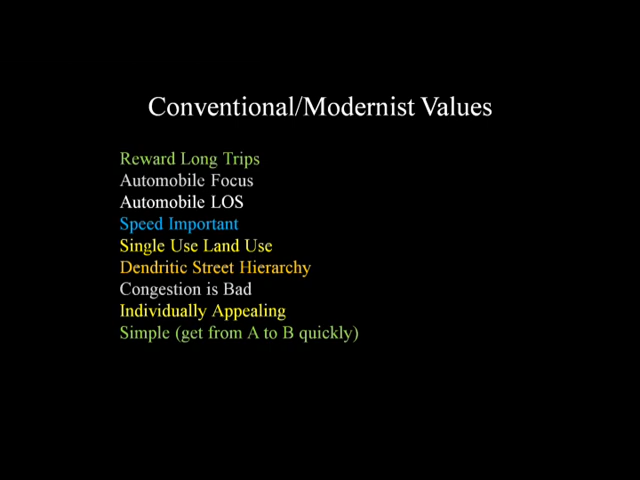 Conventional/Modernist Values
Reward Long Trips
Automobile Focus
Automobile LOS
Speed Important
Single Use Land Use
Dendritic Street Hierarchy
Congestion is Bad
Individually Appealing
Simple (get from A to B quickly)